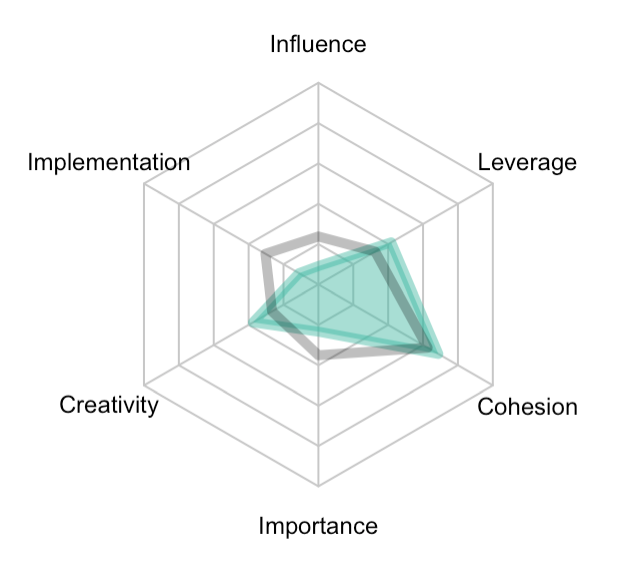 Influence
Implementation
Leverage
Creativity
Cohesion
Importance